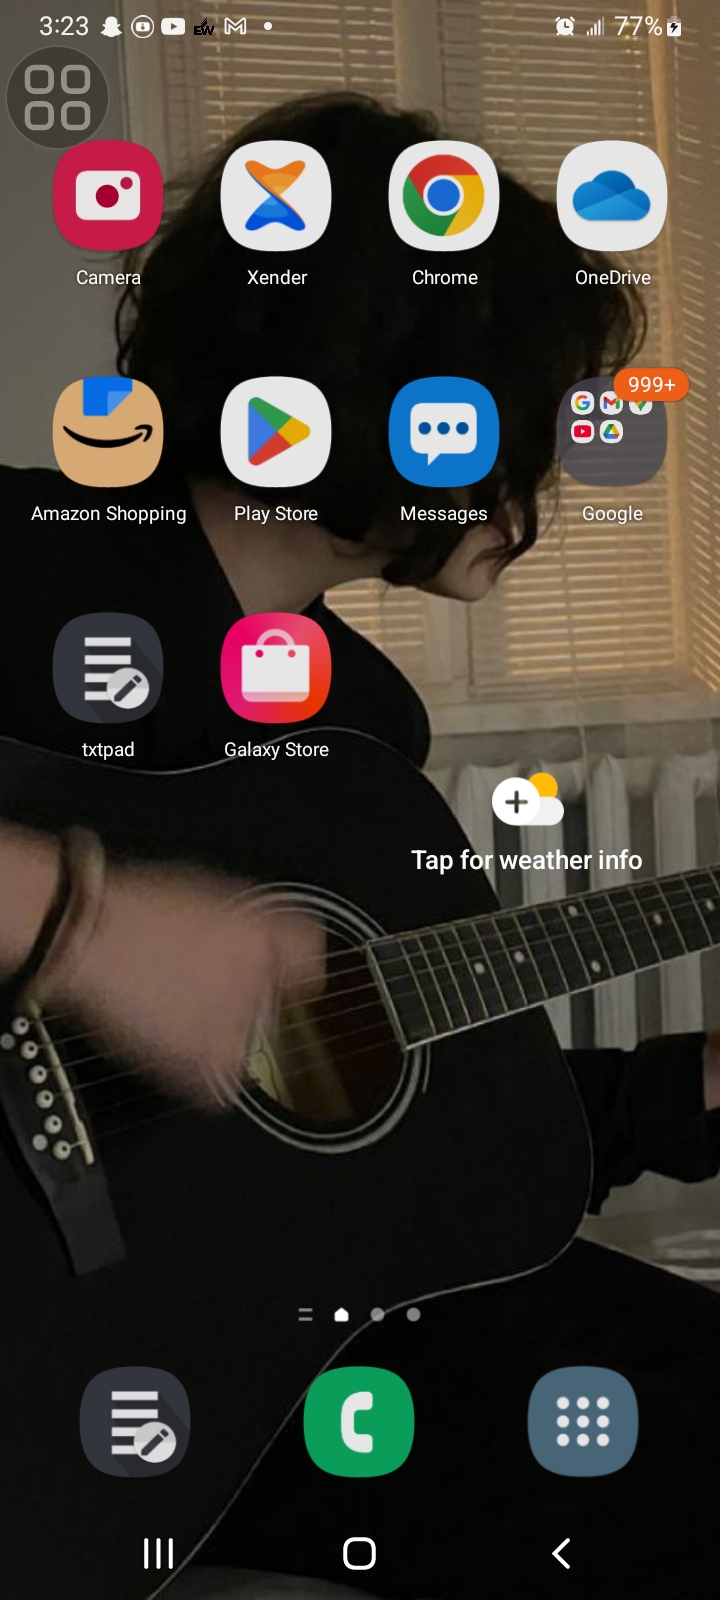 3:23
EW
77%
Camera
Xender
Chrome
OneDrive
999+
Amazon Shopping
Play Store
Messages
Google
txtpad
Galaxy Store
Tap for weather info